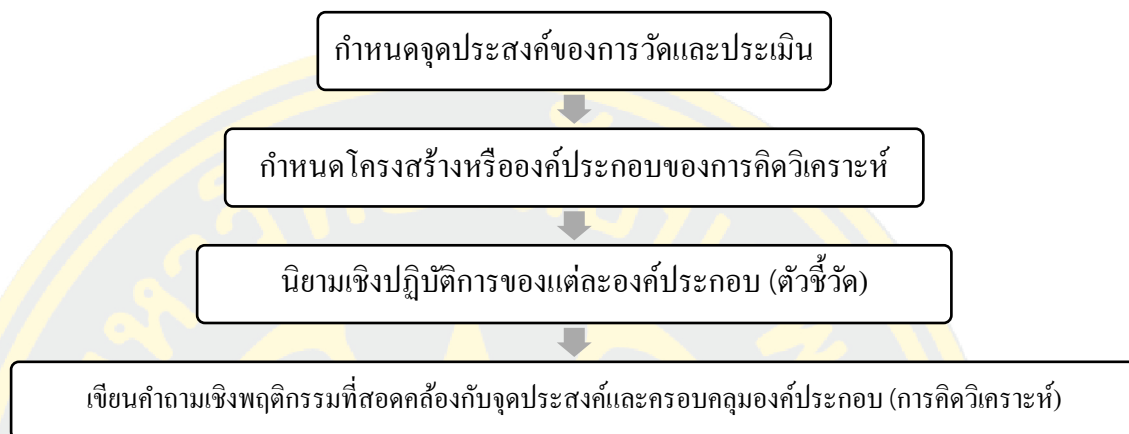 กำหนดจุดประสงค์ของการวัดและประเมิน
กำหนดโครงสร้างหรือองค์ประกอบของการคิดวิเคราะห์
นิยามเชิงปฏิบัติการของแต่ละองค์ประกอบ (ตัวชี้วัด)
เขียนคำถามเชิงพฤติกรรมที่สอดคล้องกับจุดประสงค์และครอบคลุมองค์ประกอบ (การคิดวิเคราะห์)